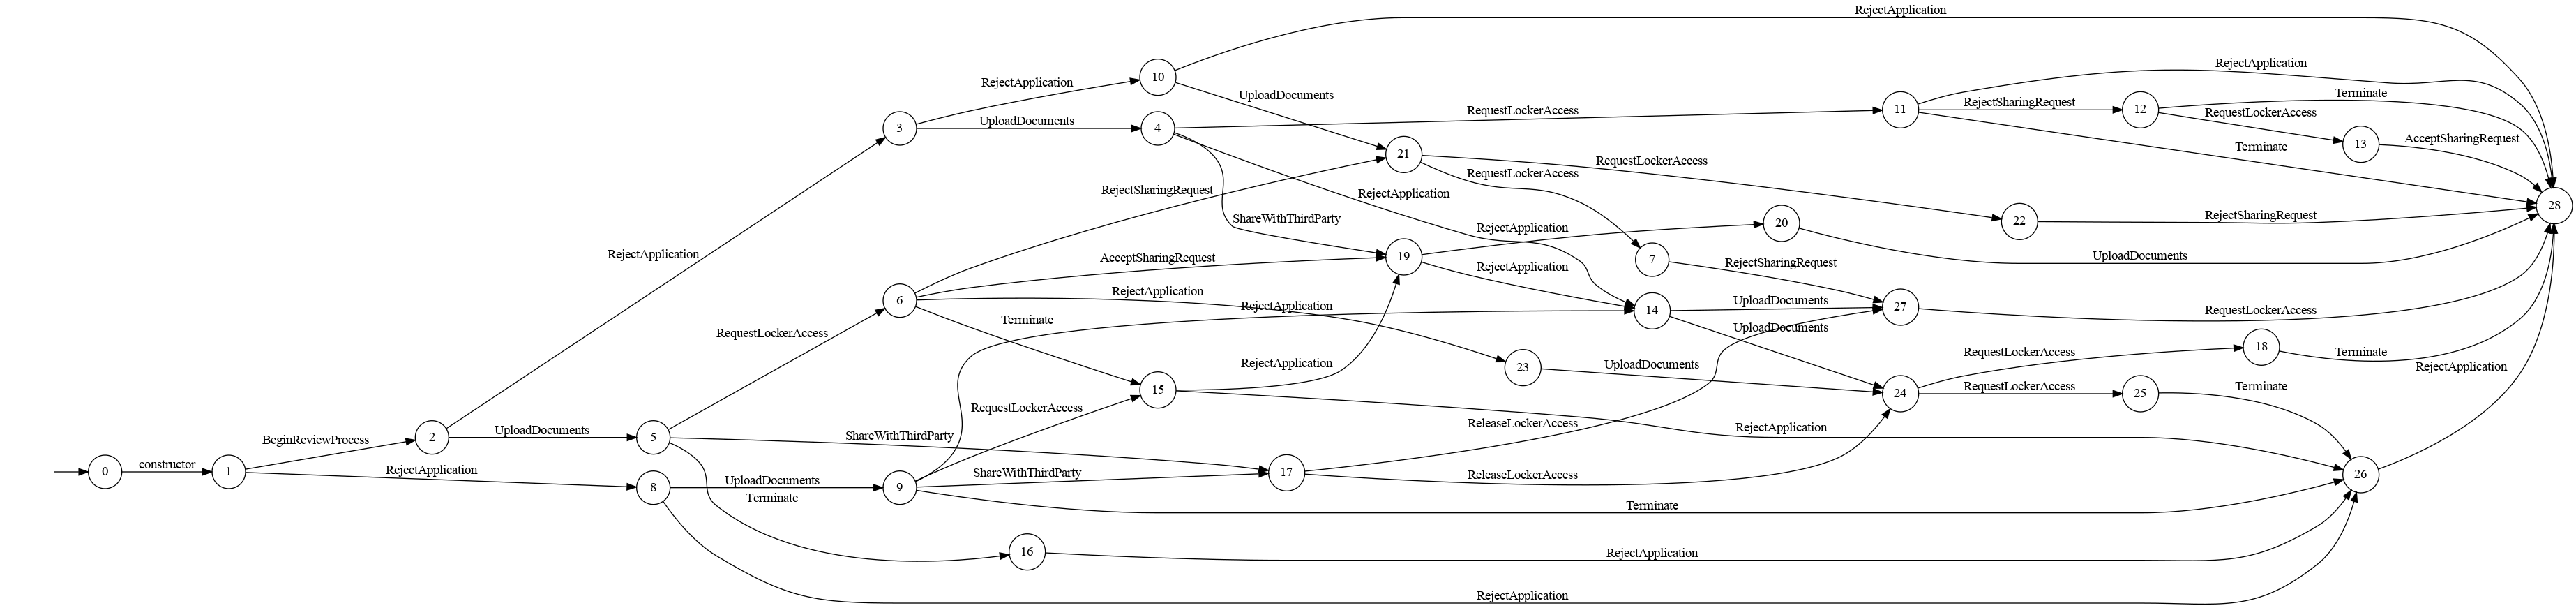 RejectApplication
10
RejectApplication
RejectApplication
Terminate
UploadDocuments
RequestLockerAccess
11
RejectSharingRequest
12
RequestLockerAccess
3
UploadDocuments
4
AcceptSharingRequest
13
Terminate
21
RequestLockerAccess
RequestLockerAccess
RejectSharingRequest
RejectApplication
28
ShareWithThirdParty
RejectApplication
20
22
RejectSharingRequest
RejectApplication
AcceptSharingRequest
19
RejectApplication
7
RejectSharingRequest
UploadDocuments
6
RejectApplication
RejectApplication
14
UploadDocuments
27
RequestLockerAccess
Terminate
UploadDocuments
RequestLockerAccess
RequestLockerAccess
18
Terminate
RejectApplication
23
UploadDocuments
RejectApplication
15
RequestLockerAccess
24
RequestLockerAccess
25
Terminate
ReleaseLockerAccess
RejectApplication
BeginReviewProcess
2
UploadDocuments
5
ShareWithThirdParty
0
constructor
1
RejectApplication
8
UploadDocuments
9
ShareWithThirdParty
17
ReleaseLockerAccess
26
Terminate
Terminate
16
RejectApplication
RejectApplication